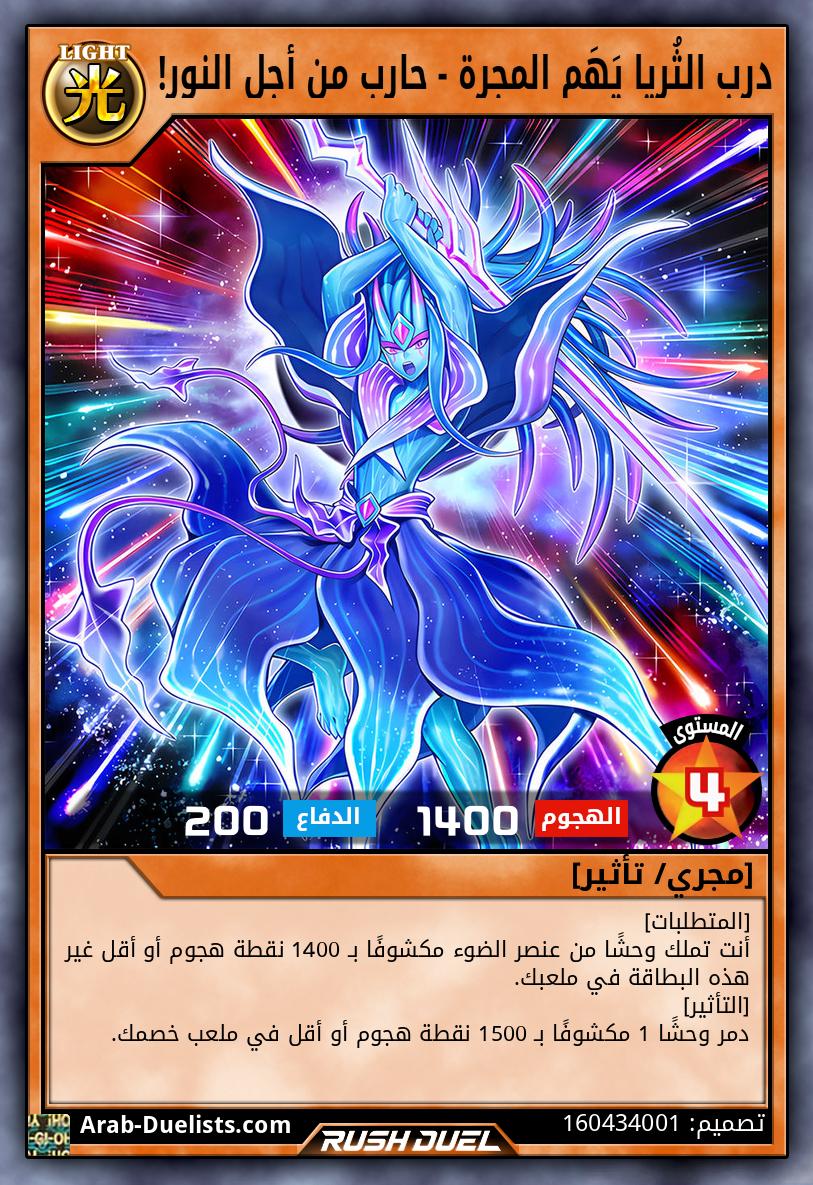 LIGHT
光
درب الثُريا يَهَم المجرة - حارب من أجل النور!
المستوى
4
الهجوم 1400 الدفاع 200
[مجري/ تأثير]
[المتطلبات]
أنت تملك وحشًا من عنصر الضوء مكشوفًا بـ 1400 نقطة هجوم أو أقل غير
هذه البطاقة في ملعبك.
[التأثير]
دمر وحشًا 1 مكشوفًا بـ 1500 نقطة هجوم أو أقل في ملعب خصمك.
تصميم: 160434001
RUSH DUEL
Arab-Duelists.com